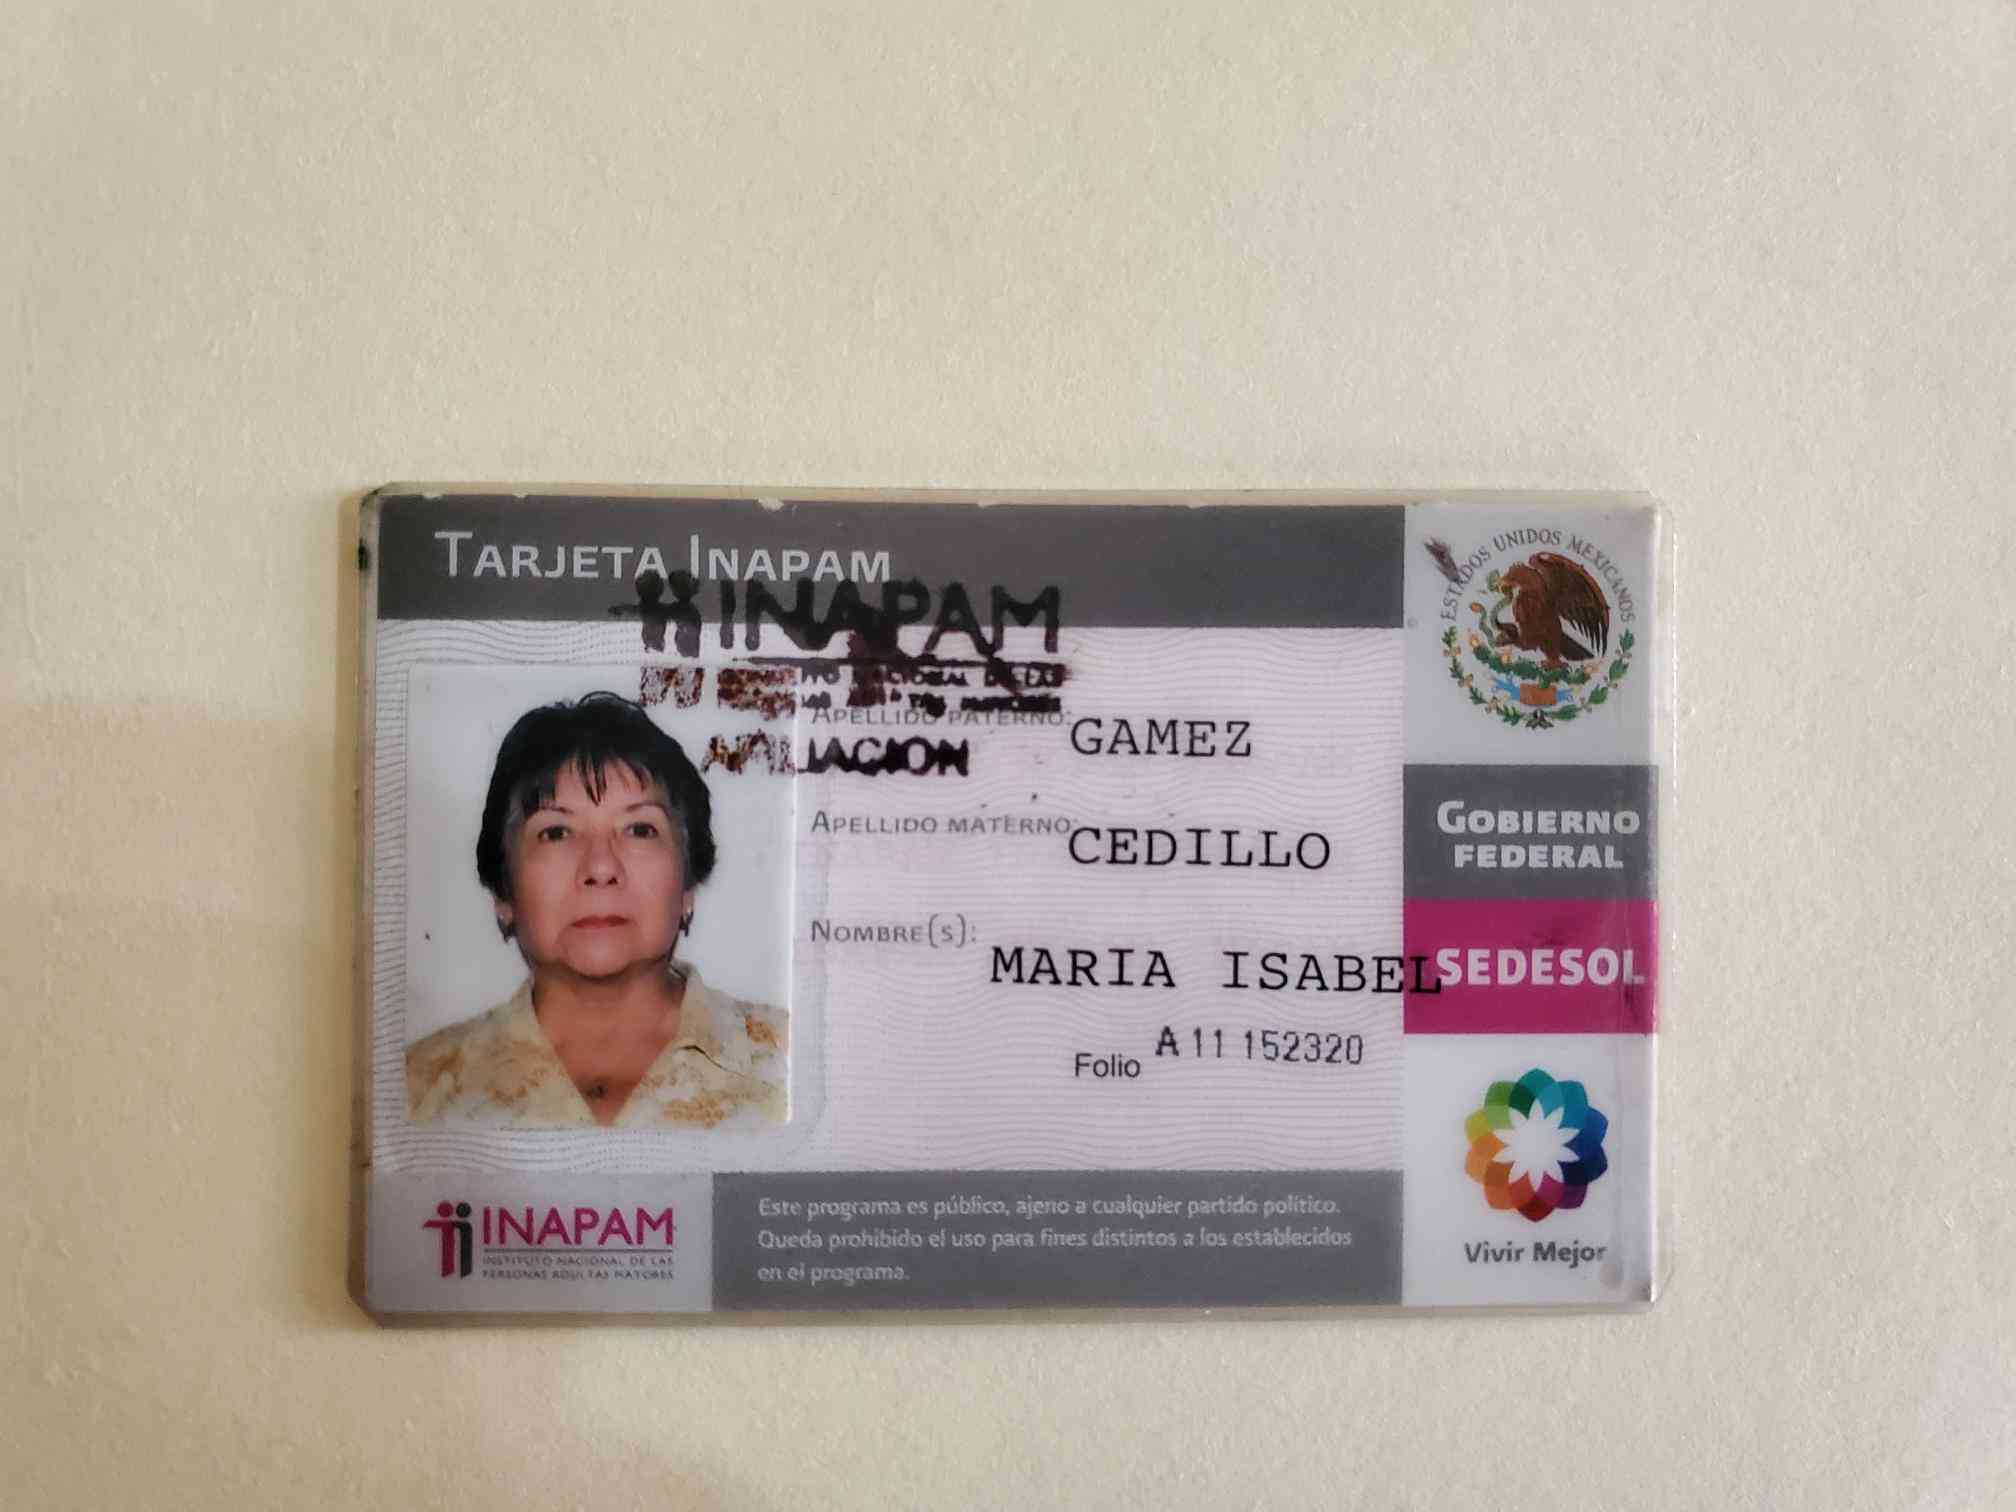 TARJETA INAPAM
INAPAM
AFILIACION
APELLIDO PATERNO: GAMEZ
APELLIDO MATERNO: CEDILLO
NOMBRE(S): MARIA ISABEL
Folio A 11 152320
ESTADOS UNIDOS MEXICANOS
GOBIERNO
FEDERAL
SEDESOL
Vivir Mejor
INAPAM
INSTITUTO NACIONAL DE LAS
PERSONAS ADULTAS MAYORES
Este programa es público, ajeno a cualquier partido político.
Queda prohibido el uso para fines distintos a los establecidos
en el programa.